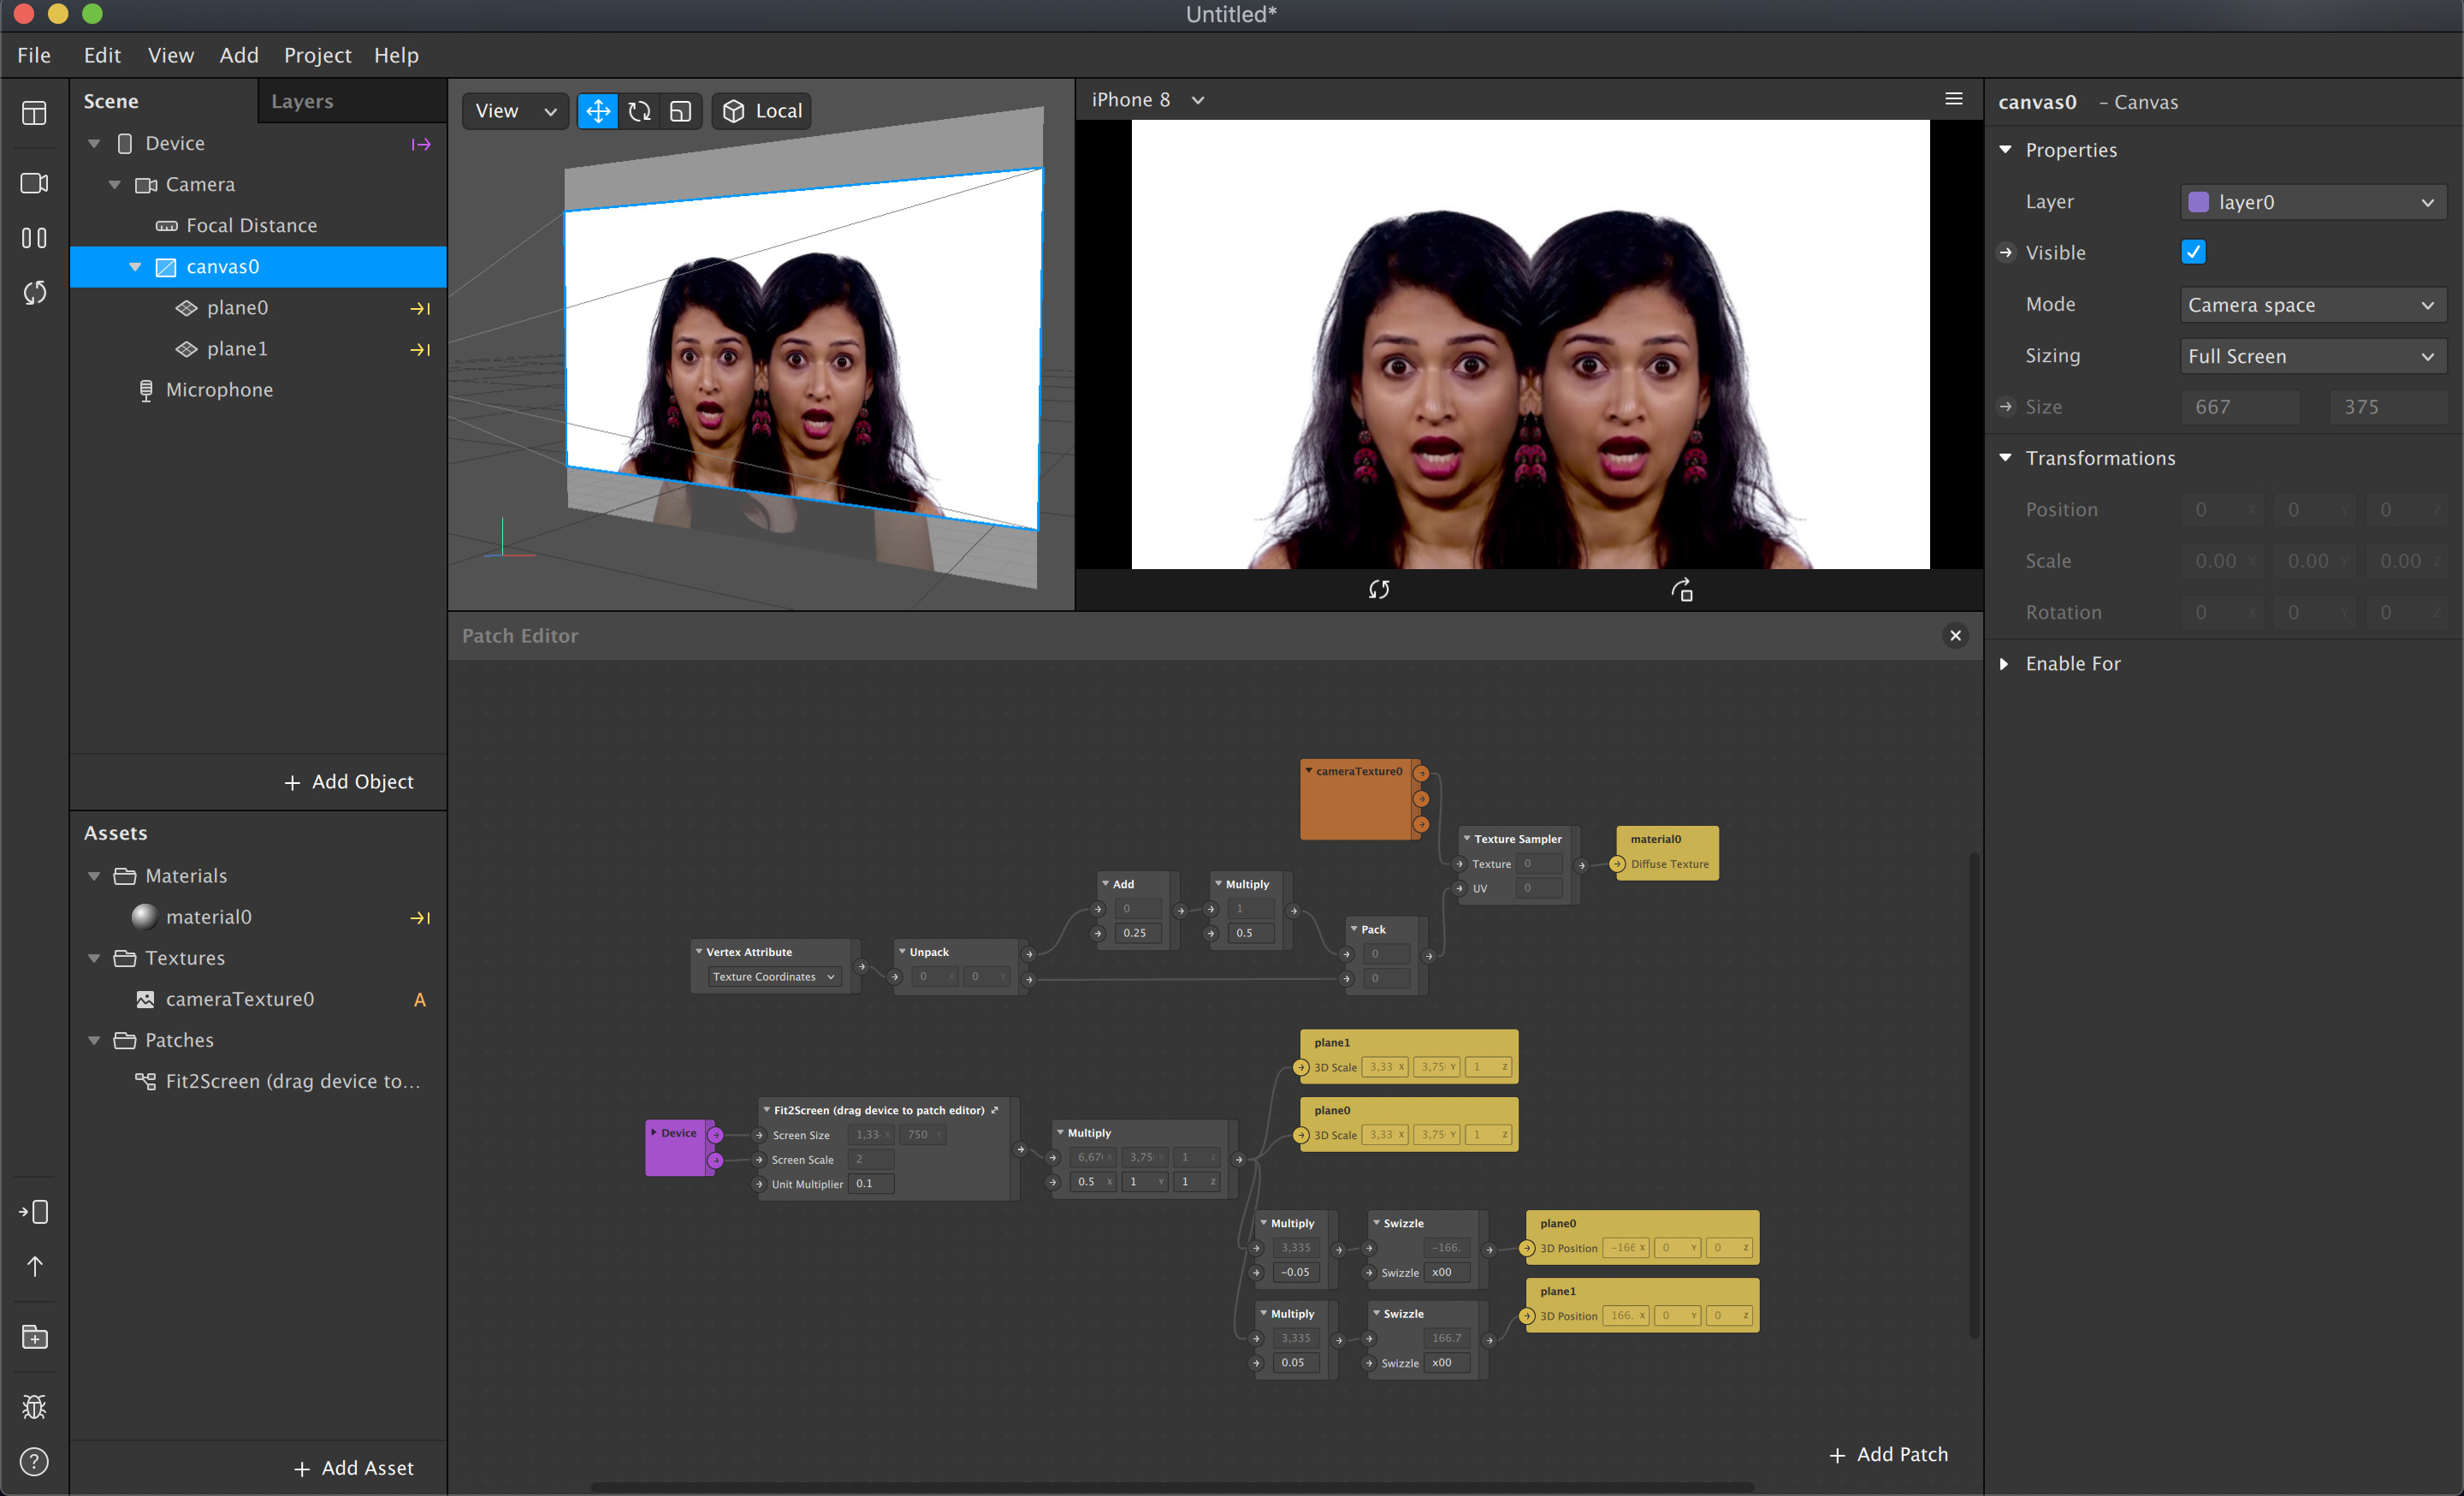 Untitled*
File Edit View Add Project Help
Scene Layers
Device
Camera
Focal Distance
canvas0
plane0
plane1
Microphone
+ Add Object
Assets
Materials
material0
Textures
cameraTexture0 A
Patches
Fit2Screen (drag device to...
+ Add Asset
View Local
iPhone 8
Patch Editor
cameraTexture0
Texture Sampler
Texture 0
UV 0
material0
Diffuse Texture
Add
0
0.25
Multiply
1
0.5
Pack
0
0
Vertex Attribute
Texture Coordinates
Unpack
0 X 0 Y
plane1
3D Scale 3,33 X 3,75 Y 1 Z
plane0
3D Scale 3,33 X 3,75 Y 1 Z
Device
Fit2Screen (drag device to patch editor)
Screen Size 1,33 X 750 Y
Screen Scale 2
Unit Multiplier 0.1
Multiply
6,67 X 3,75 Y 1 Z
0.5 X 1 Y 1 Z
Multiply
3,335
-0.05
Swizzle
-166.
Swizzle x00
plane0
3D Position -166 X 0 Y 0 Z
Multiply
3,335
0.05
Swizzle
166.7
Swizzle x00
plane1
3D Position 166. X 0 Y 0 Z
+ Add Patch
canvas0 - Canvas
Properties
Layer layer0
Visible
Mode Camera space
Sizing Full Screen
Size 667 375
Transformations
Position 0 X 0 Y 0 Z
Scale 0.00 X 0.00 Y 0.00 Z
Rotation 0 X 0 Y 0 Z
Enable For